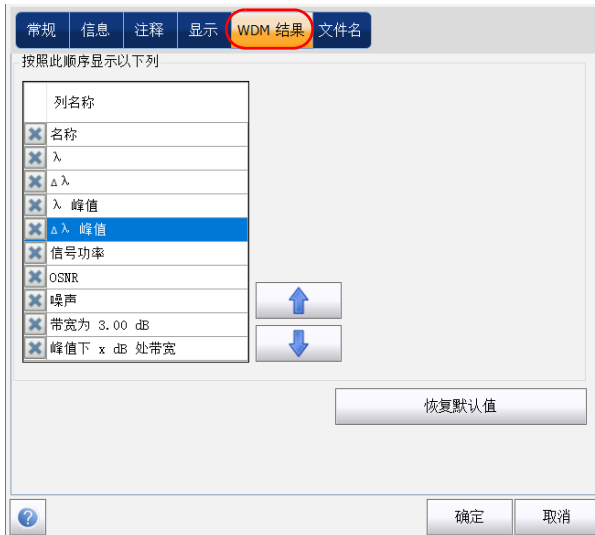 常规 信息 注释 显示 WDM 结果 文件名
按照此顺序显示以下列
列名称
名称
λ
Δλ
λ 峰值
Δλ 峰值
信号功率
OSNR
噪声
带宽为 3.00 dB
峰值下 x dB 处带宽
恢复默认值
? 确定 取消